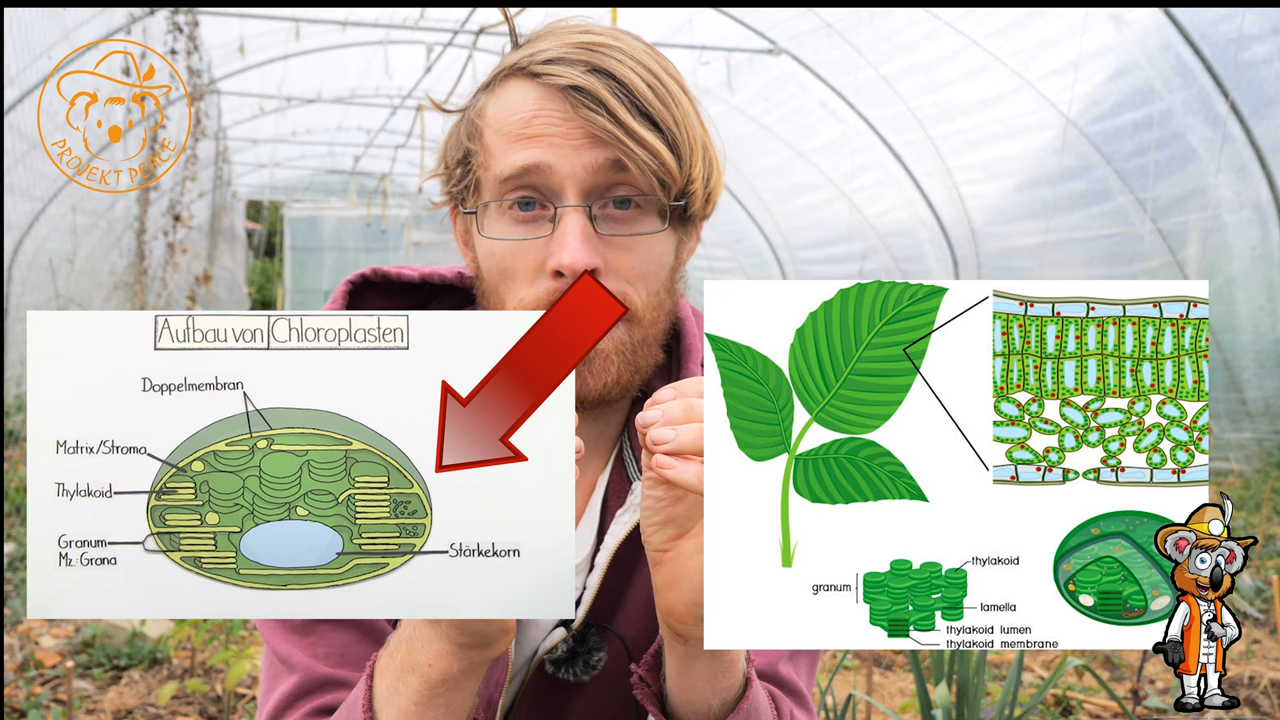 PROJEKT PEACE
Aufbau von Chloroplasten
Doppelmembran
Matrix/Stroma
Thylakoid
Granum
Mz.: Grana
Stärkekorn
granum
thylakoid
lamella
thylakoid lumen
thylakoid membrane